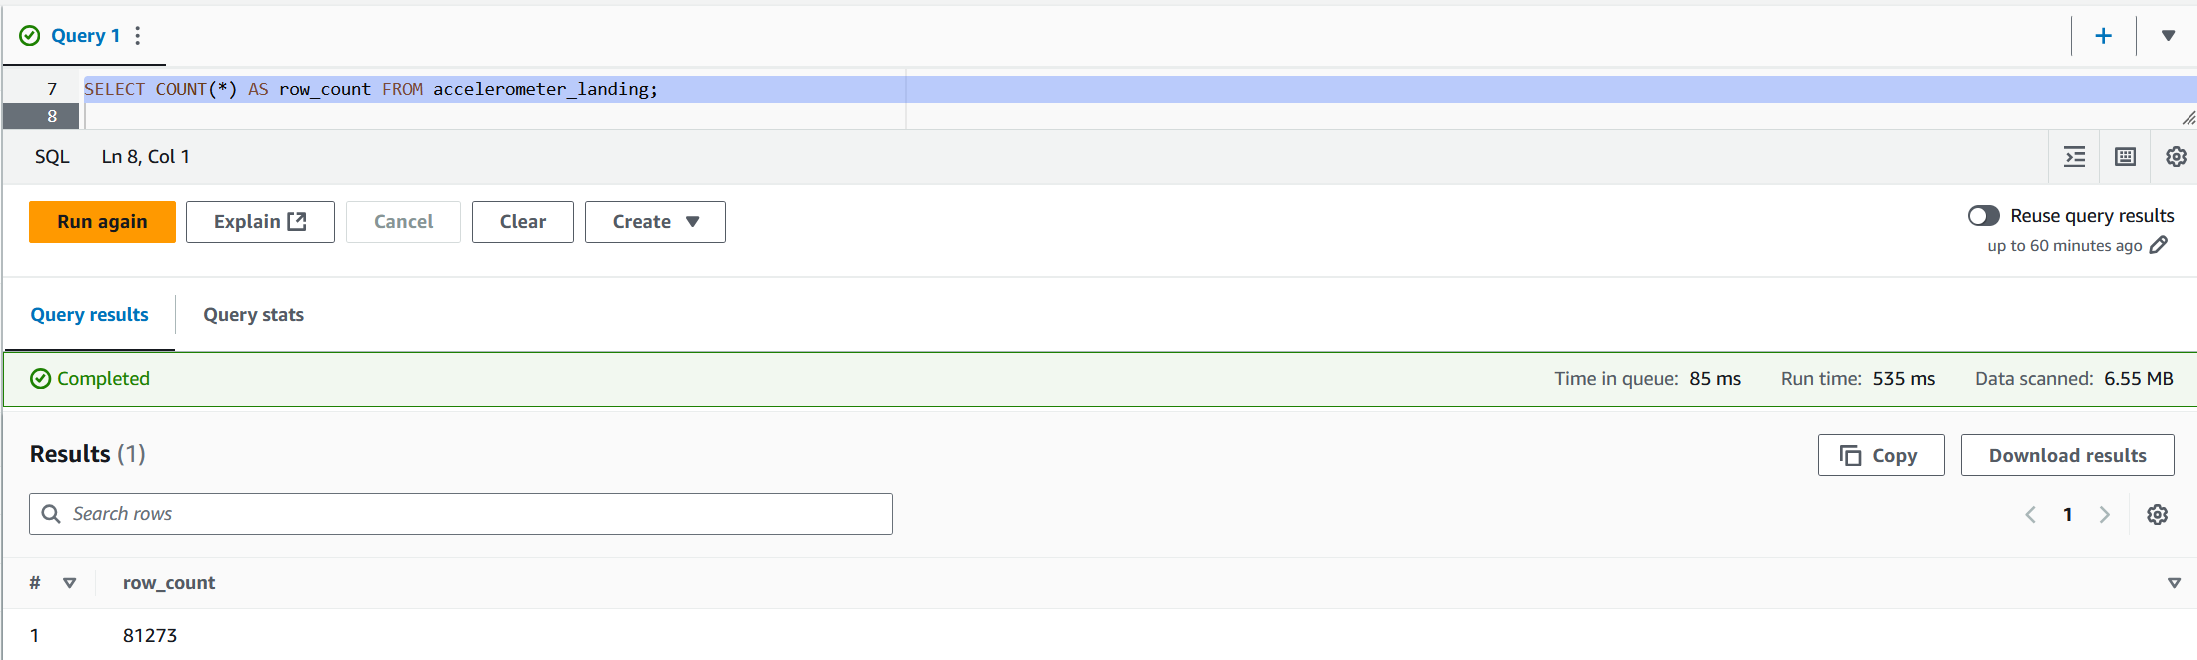 Query 1
7 SELECT COUNT(*) AS row_count FROM accelerometer_landing;
8
SQL Ln 8, Col 1
Run again Explain Cancel Clear Create Reuse query results
up to 60 minutes ago
Query results Query stats
Completed Time in queue: 85 ms Run time: 535 ms Data scanned: 6.55 MB
Results (1) Copy Download results
Search rows 1
# row_count
1 81273